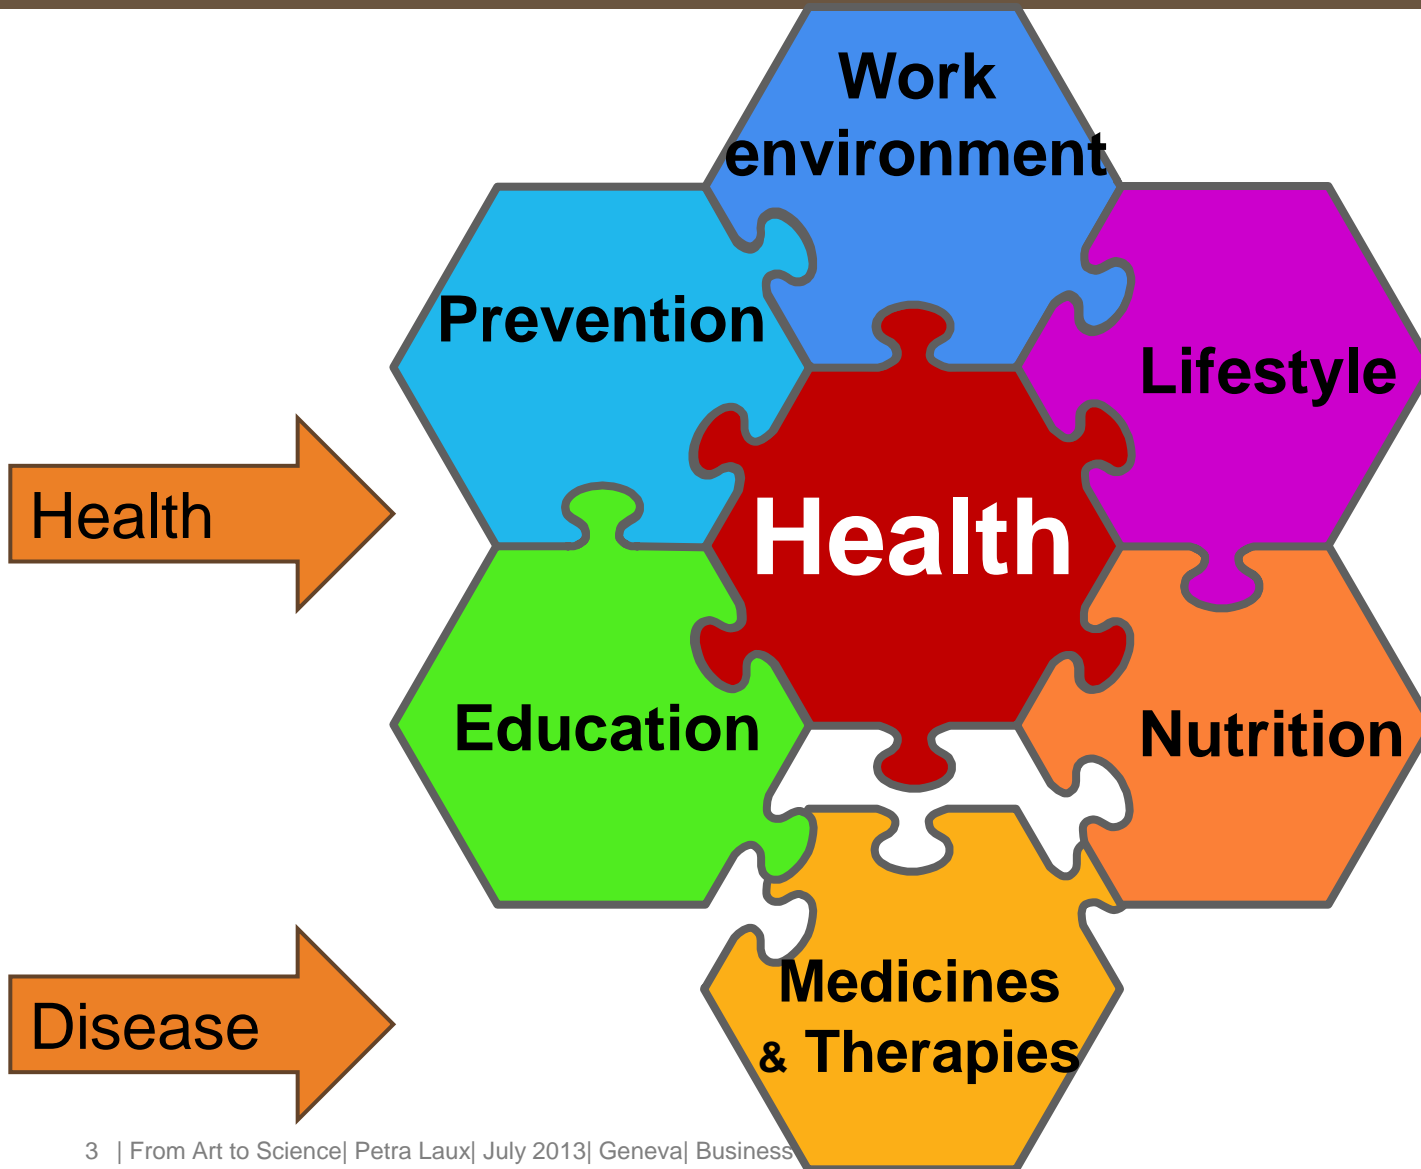 Work
environment
Prevention
Lifestyle
Health
Health
Education
Nutrition
Medicines
& Therapies
Disease
3 | From Art to Science| Petra Laux| July 2013| Geneva| Business